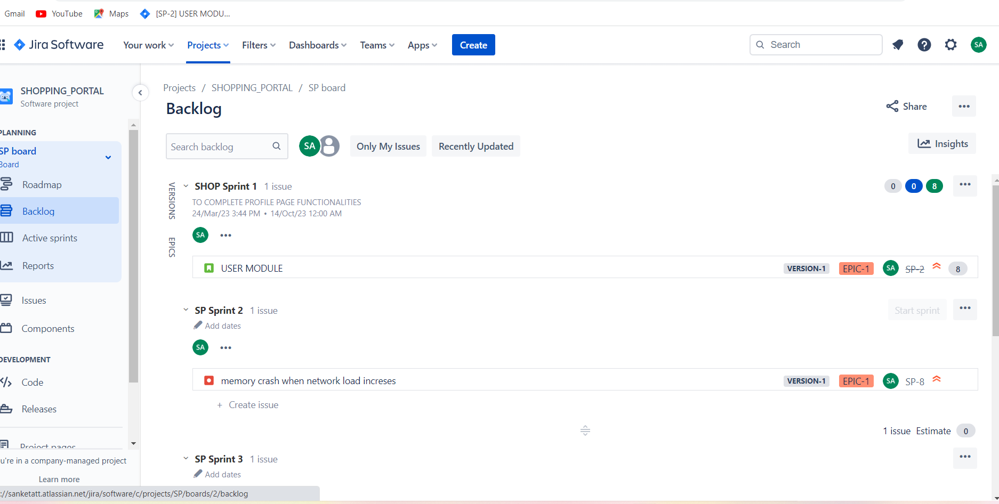 Gmail YouTube Maps [SP-2] USER MODU...
Jira Software Your work Projects Filters Dashboards Teams Apps Create Search SA
SHOPPING_PORTAL
Software project
PLANNING
SP board
Board
Roadmap
Backlog
Active sprints
Reports
Issues
Components
DEVELOPMENT
Code
Releases
Project pages
u're in a company-managed project
Learn more
://sanketatt.atlassian.net/jira/software/c/projects/SP/boards/2/backlog
Projects / SHOPPING_PORTAL / SP board
Backlog
Share
Search backlog SA Only My Issues Recently Updated Insights
VERSIONS
EPICS
SHOP Sprint 1 1 issue 0 0 8
TO COMPLETE PROFILE PAGE FUNCTIONALITIES
24/Mar/23 3:44 PM • 14/Oct/23 12:00 AM
SA
USER MODULE VERSION-1 EPIC-1 SA SP-2 8
SP Sprint 2 1 issue Start sprint
Add dates
SA
memory crash when network load increses VERSION-1 EPIC-1 SA SP-8
+ Create issue
1 issue Estimate 0
SP Sprint 3 1 issue
Add dates